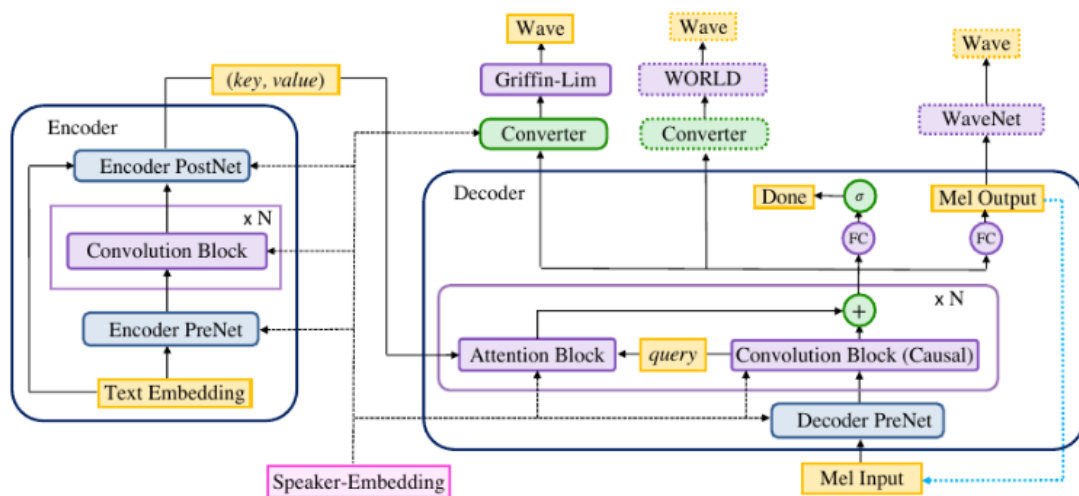 Wave
Wave
Wave
(key, value)
Griffin-Lim
WORLD
Encoder
Converter
Converter
WaveNet
Encoder PostNet
Decoder
Done
σ
Mel Output
x N
FC
FC
Convolution Block
x N
+
Encoder PreNet
Attention Block
query
Convolution Block (Causal)
Text Embedding
Decoder PreNet
Speaker-Embedding
Mel Input